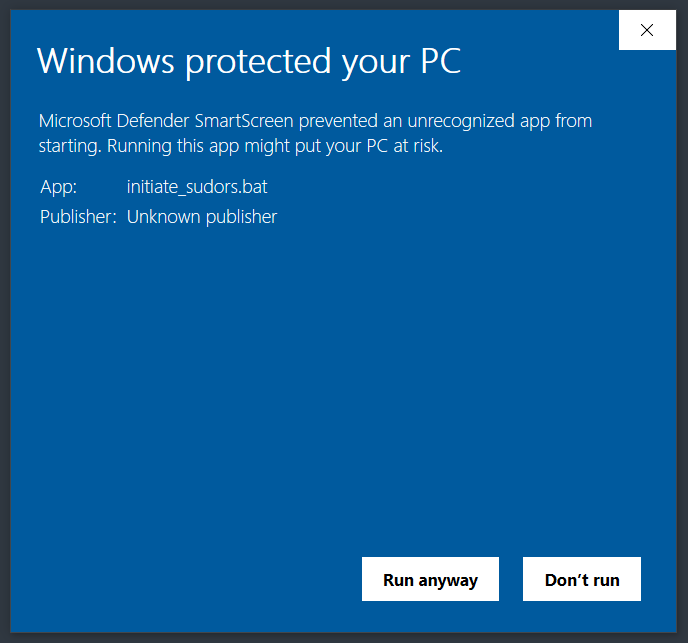 Windows protected your PC
Microsoft Defender SmartScreen prevented an unrecognized app from
starting. Running this app might put your PC at risk.
App: initiate_sudors.bat
Publisher: Unknown publisher
Run anyway Don’t run